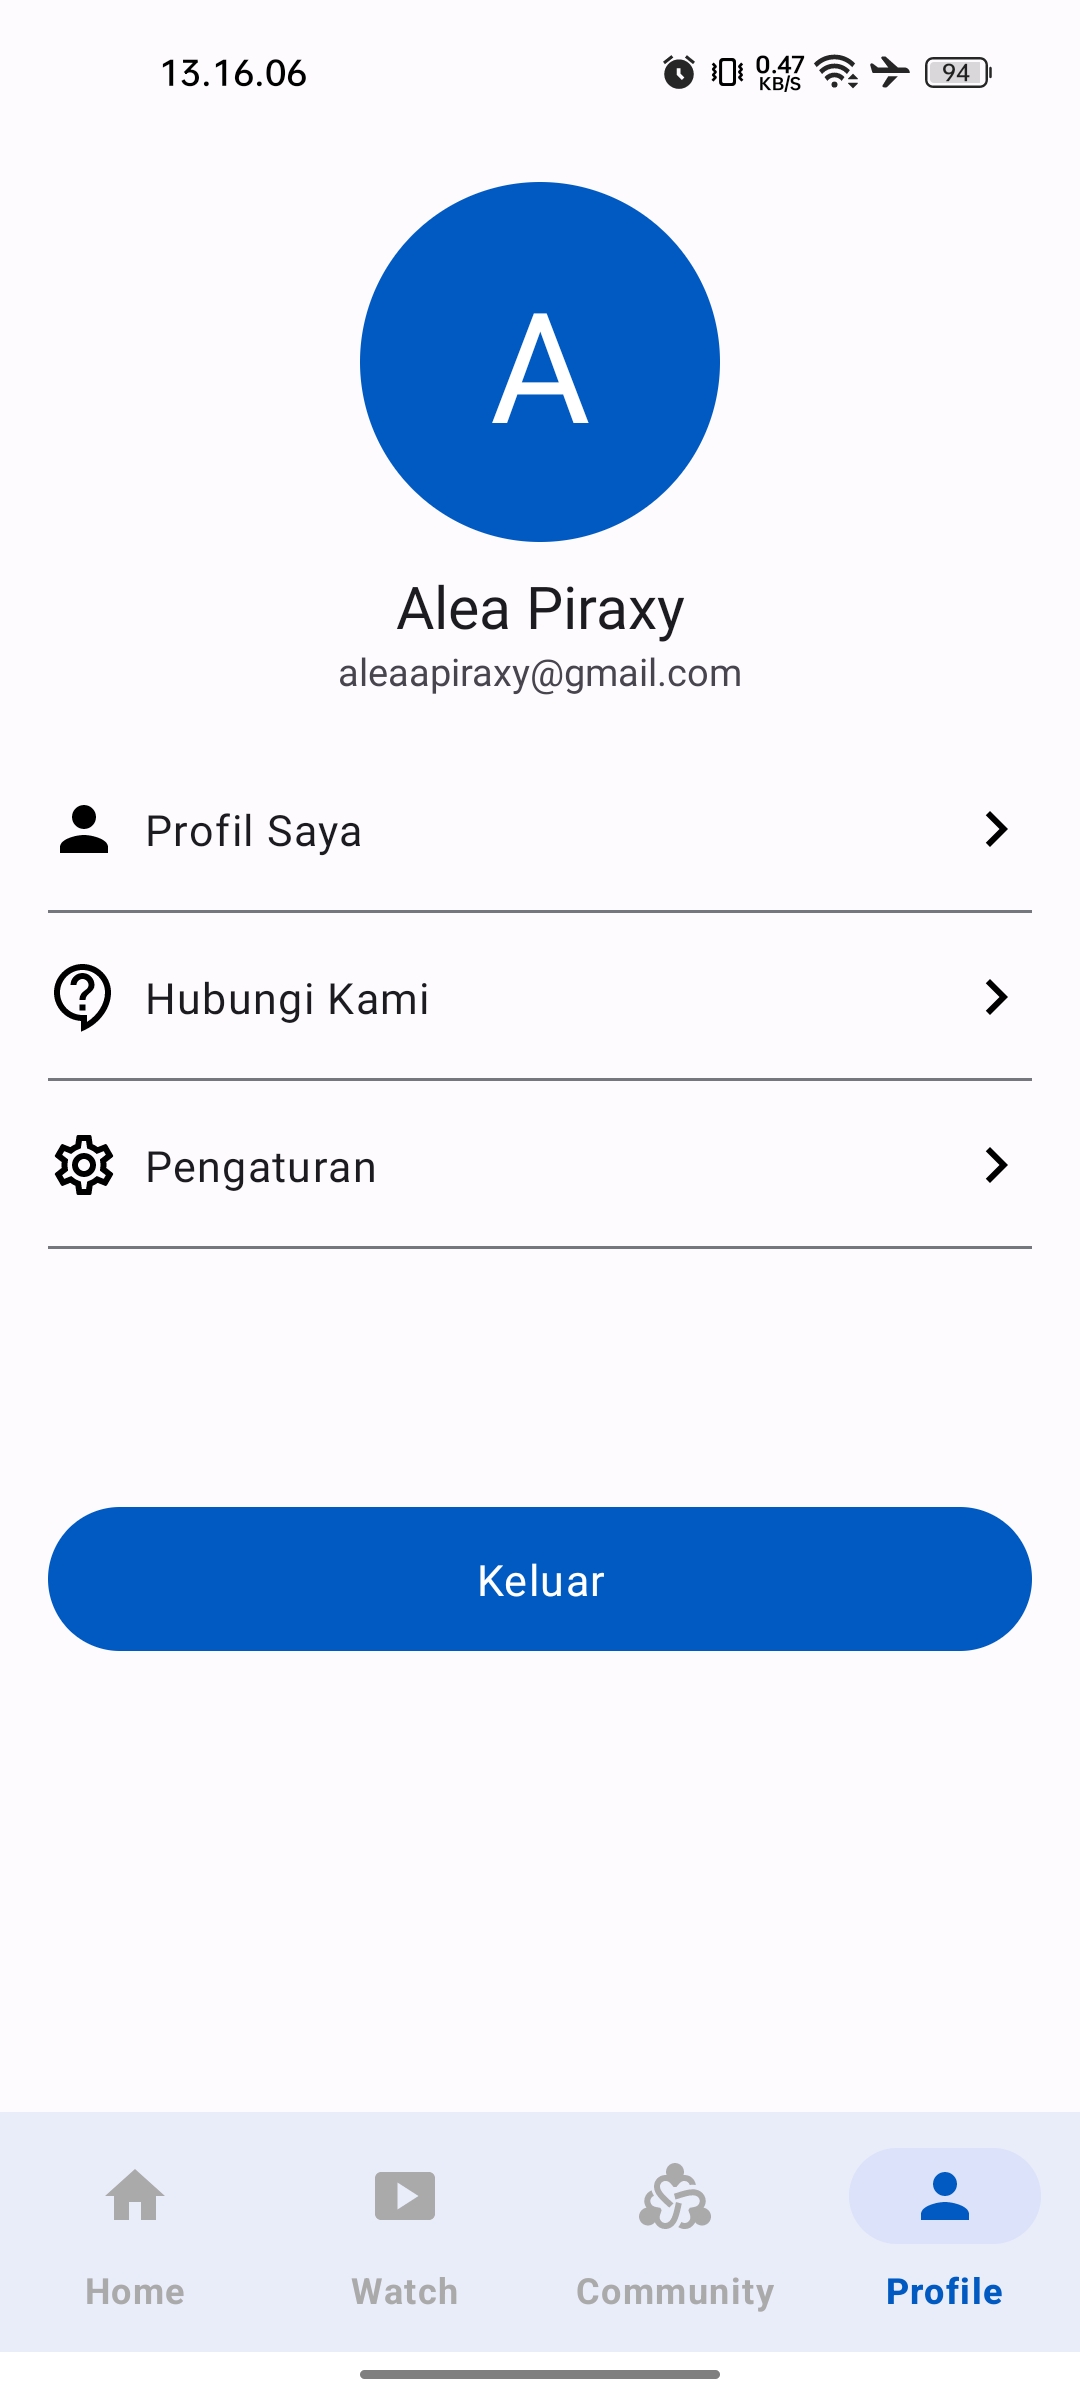 13.16.06
0.47
KB/S
94
A
Alea Piraxy
aleaapiraxy@gmail.com
Profil Saya
Hubungi Kami
Pengaturan
Keluar
Home
Watch
Community
Profile